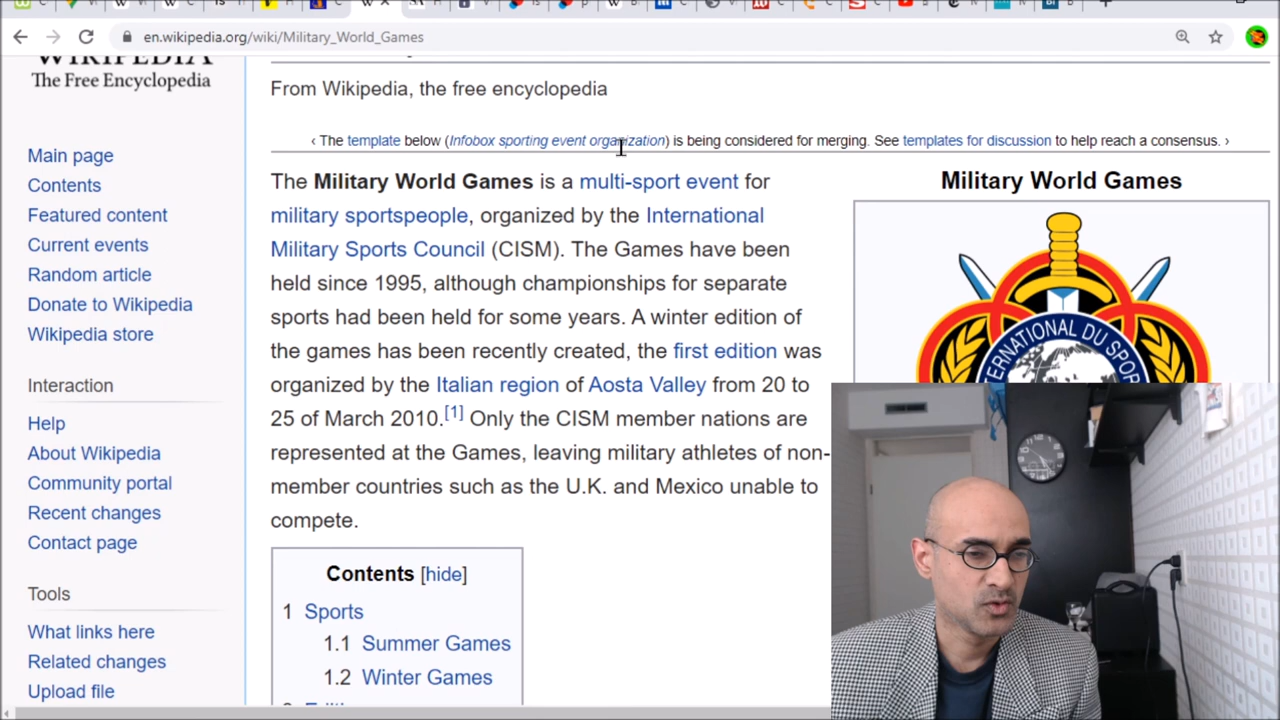 en.wikipedia.org/wiki/Military_World_Games
WIKIPEDIA
The Free Encyclopedia
Main page
Contents
Featured content
Current events
Random article
Donate to Wikipedia
Wikipedia store
Interaction
Help
About Wikipedia
Community portal
Recent changes
Contact page
Tools
What links here
Related changes
Upload file
From Wikipedia, the free encyclopedia
‹ The template below (Infobox sporting event organization) is being considered for merging. See templates for discussion to help reach a consensus. ›
The Military World Games is a multi-sport event for
military sportspeople, organized by the International
Military Sports Council (CISM). The Games have been
held since 1995, although championships for separate
sports had been held for some years. A winter edition of
the games has been recently created, the first edition was
organized by the Italian region of Aosta Valley from 20 to
25 of March 2010.[1] Only the CISM member nations are
represented at the Games, leaving military athletes of non-
member countries such as the U.K. and Mexico unable to
compete.
Contents [hide]
1 Sports
1.1 Summer Games
1.2 Winter Games
Military World Games
ERNATIONAL DU SPOR